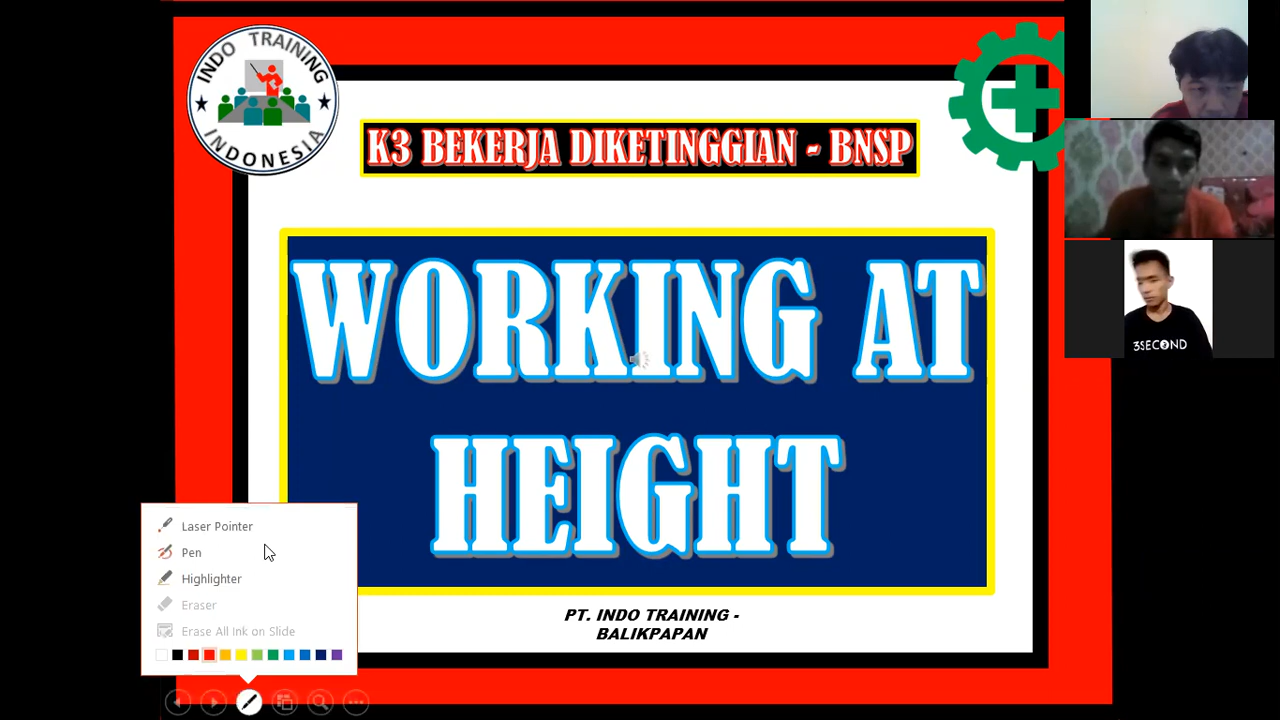 INDO TRAINING
INDONESIA
K3 BEKERJA DIKETINGGIAN - BNSP
WORKING AT
HEIGHT
3SECOND
Laser Pointer
Pen
Highlighter
Eraser
Erase All Ink on Slide
PT. INDO TRAINING -
BALIKPAPAN